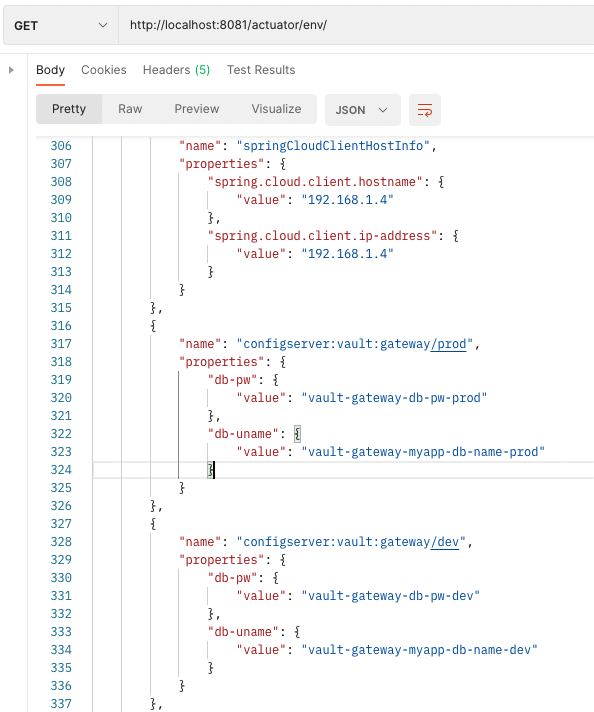 GET http://localhost:8081/actuator/env/
Body Cookies Headers (5) Test Results
Pretty Raw Preview Visualize JSON
306 "name": "springCloudClientHostInfo",
307 "properties": {
308 "spring.cloud.client.hostname": {
309 "value": "192.168.1.4"
310 },
311 "spring.cloud.client.ip-address": {
312 "value": "192.168.1.4"
313 }
314 }
315 },
316 {
317 "name": "configserver:vault:gateway/prod",
318 "properties": {
319 "db-pw": {
320 "value": "vault-gateway-db-pw-prod"
321 },
322 "db-uname": {
323 "value": "vault-gateway-myapp-db-name-prod"
324 }
325 }
326 },
327 {
328 "name": "configserver:vault:gateway/dev",
329 "properties": {
330 "db-pw": {
331 "value": "vault-gateway-db-pw-dev"
332 },
333 "db-uname": {
334 "value": "vault-gateway-myapp-db-name-dev"
335 }
336 }
337 },